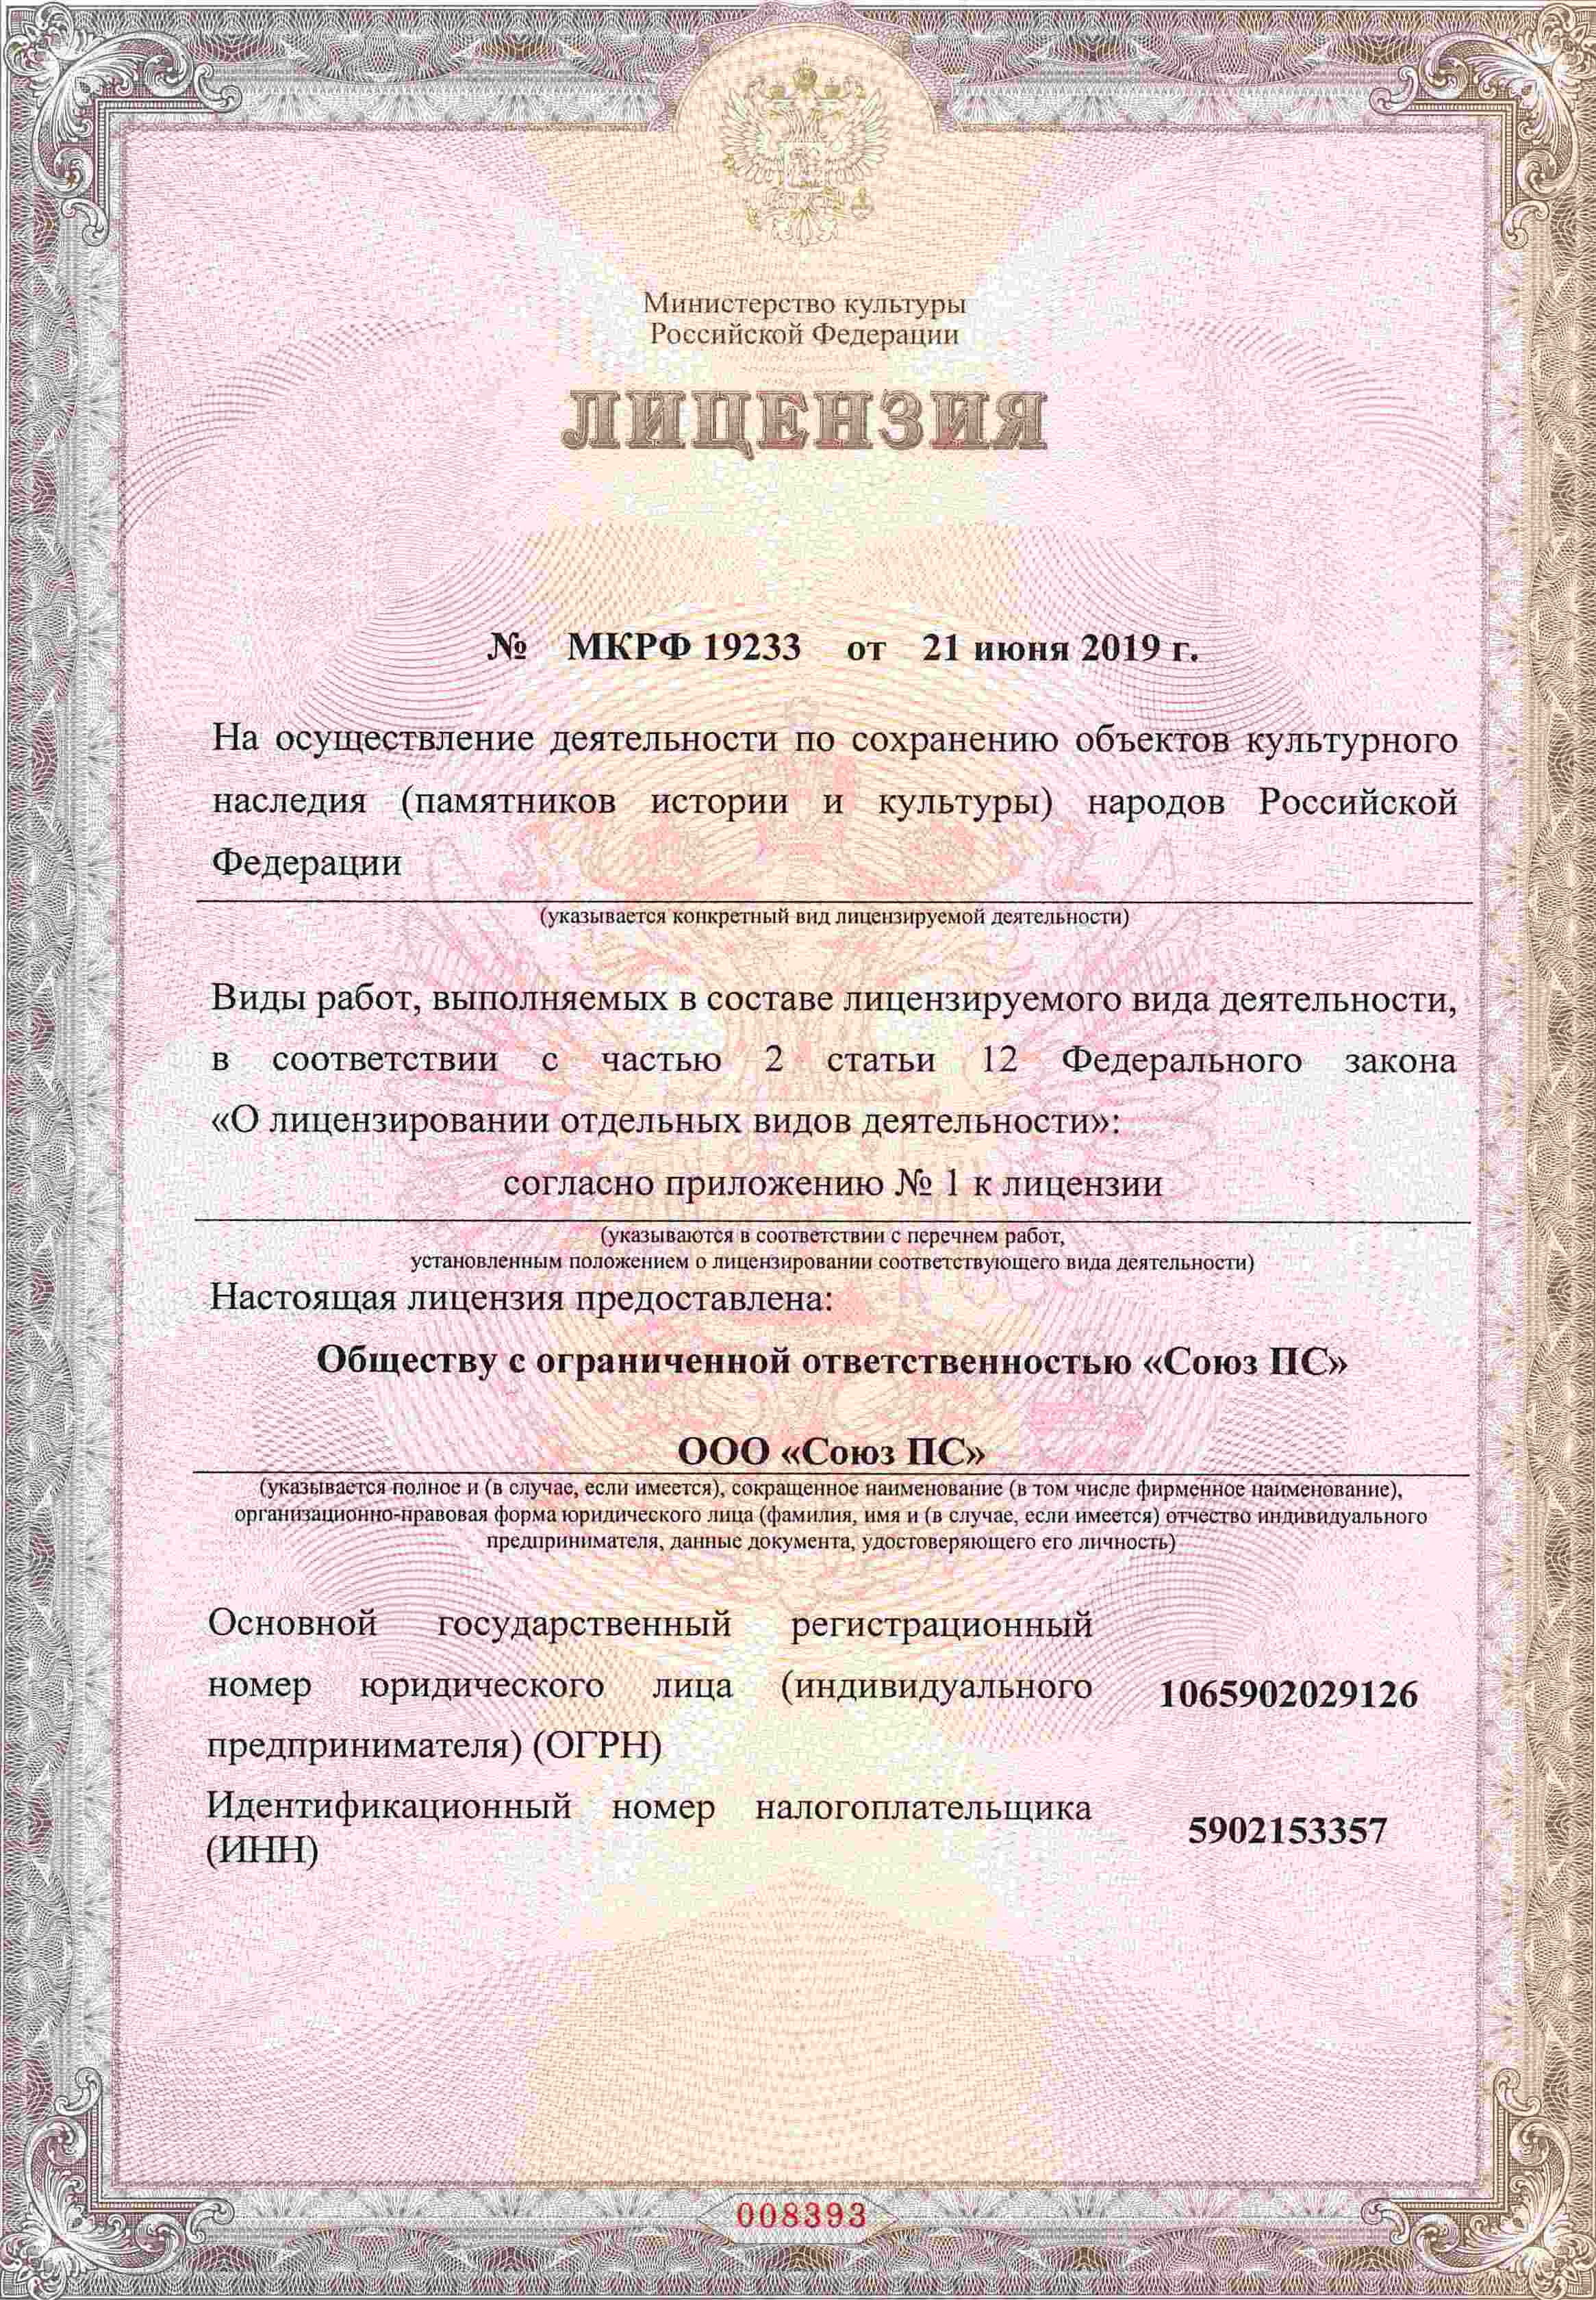 Министерство культуры
Российской Федерации
ЛИЦЕНЗИЯ
№ МКРФ 19233 от 21 июня 2019 г.
На осуществление деятельности по сохранению объектов культурного
наследия (памятников истории и культуры) народов Российской
Федерации
(указывается конкретный вид лицензируемой деятельности)
Виды работ, выполняемых в составе лицензируемого вида деятельности,
в соответствии с частью 2 статьи 12 Федерального закона
«О лицензировании отдельных видов деятельности»:
согласно приложению № 1 к лицензии
(указываются в соответствии с перечнем работ,
установленным положением о лицензировании соответствующего вида деятельности)
Настоящая лицензия предоставлена:
Обществу с ограниченной ответственностью «Союз ПС»
ООО «Союз ПС»
(указывается полное и (в случае, если имеется), сокращенное наименование (в том числе фирменное наименование),
организационно-правовая форма юридического лица (фамилия, имя и (в случае, если имеется) отчество индивидуального
предпринимателя, данные документа, удостоверяющего его личность)
Основной государственный регистрационный
номер юридического лица (индивидуального 1065902029126
предпринимателя) (ОГРН)
Идентификационный номер налогоплательщика
(ИНН) 5902153357
008393